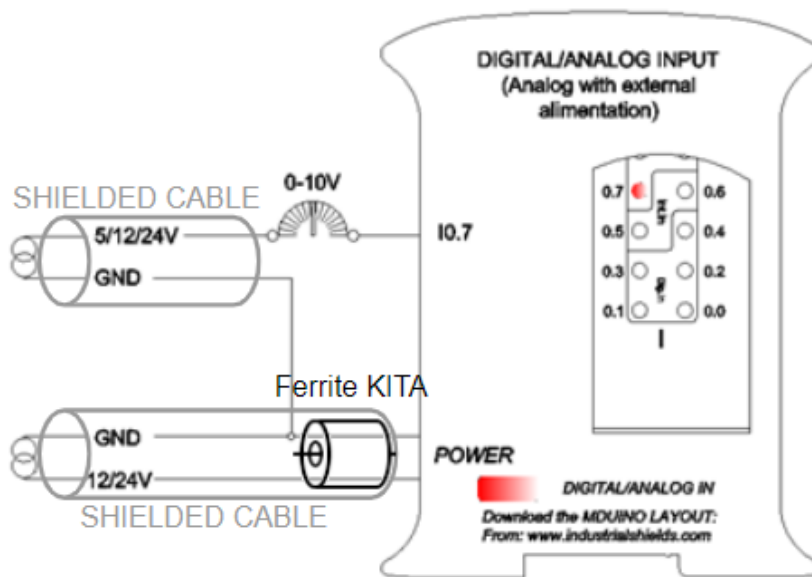 DIGITAL/ANALOG INPUT
(Analog with external
alimentation)
SHIELDED CABLE
0-10V
5/12/24V
I0.7
GND
0.7
0.6
0.5
0.4
0.3
0.2
0.1
0.0
I
Ferrite KITA
GND
POWER
12/24V
SHIELDED CABLE
DIGITAL/ANALOG IN
Download the MDUINO LAYOUT:
From: www.industrialshields.com